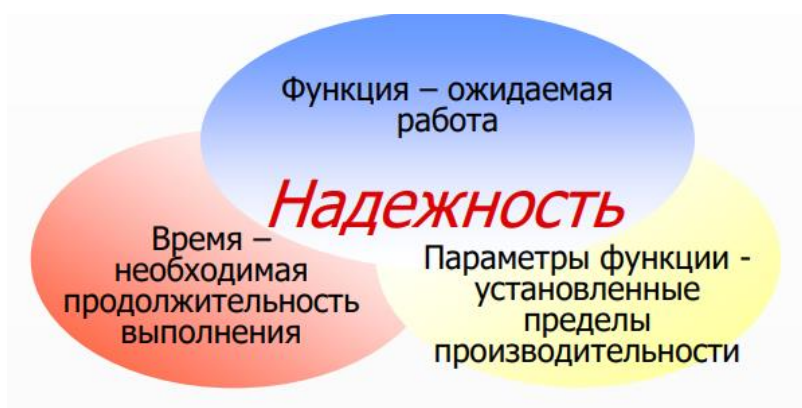 Функция – ожидаемая
работа
Надежность
Время –
необходимая
продолжительность
выполнения
Параметры функции -
установленные
пределы
производительности